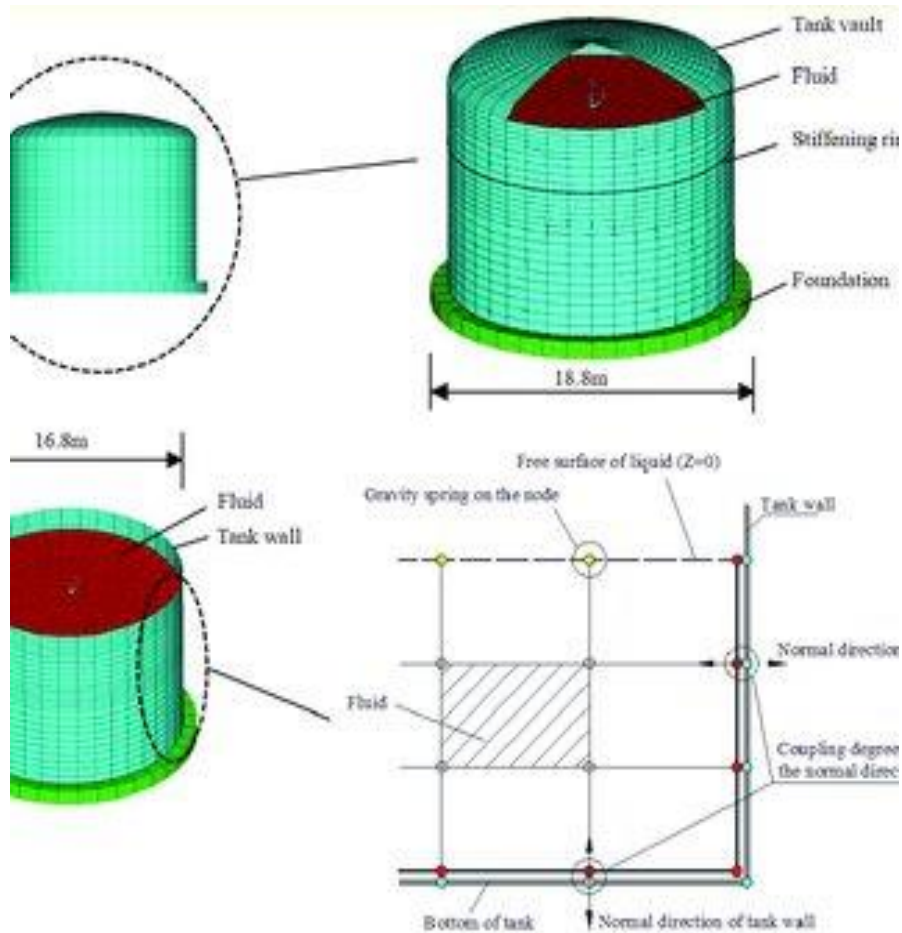 Tank vault
Fluid
Stiffening rin
Foundation
18.8m
16.8m
Fluid
Tank wall
Free surface of liquid (Z=0)
Gravity spring on the node
Tank wall
Normal direction
Fluid
Coupling degree
the normal direc
Bottom of tank
Normal direction of tank wall